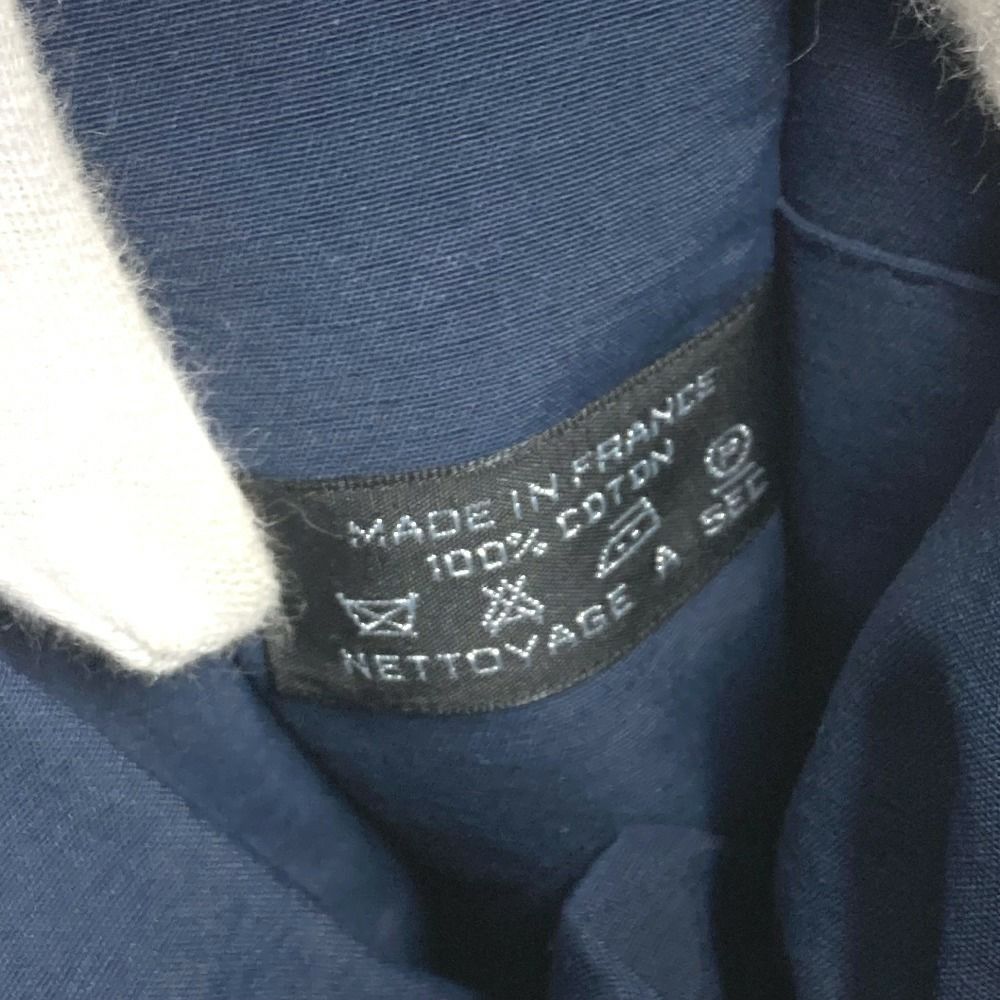 MADE IN FRANCE
100% COTON
P
NETTOYAGE A SEC